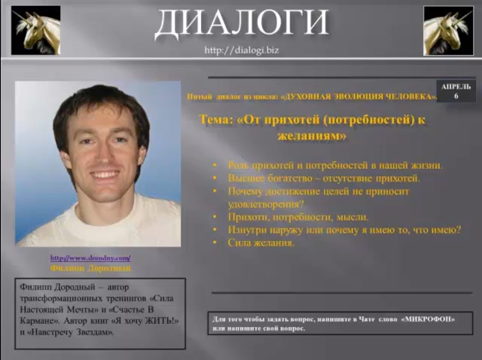 ДИАЛОГИ
http://dialogi.biz
АПРЕЛЬ
6
Пятый диалог из цикла: «ДУХОВНАЯ ЭВОЛЮЦИЯ ЧЕЛОВЕКА».
Тема: «От прихотей (потребностей) к
желаниям»
• Роль прихотей и потребностей в нашей жизни.
• Высшее богатство – отсутствие прихотей.
• Почему достижение целей не приносит
удовлетворения?
• Прихоти, потребности, мысли.
• Изнутри наружу или почему я имею то, что имею?
• Сила желания.
Филипп Дородный
Филипп Дородный – автор
трансформационных тренингов «Сила
Настоящей Мечты» и «Счастье В
Кармане». Автор книг «Я хочу ЖИТЬ!»
и «Навстречу Звездам».
Для того чтобы задать вопрос, напишите в Чате слово «МИКРОФОН»
или напишите свой вопрос.